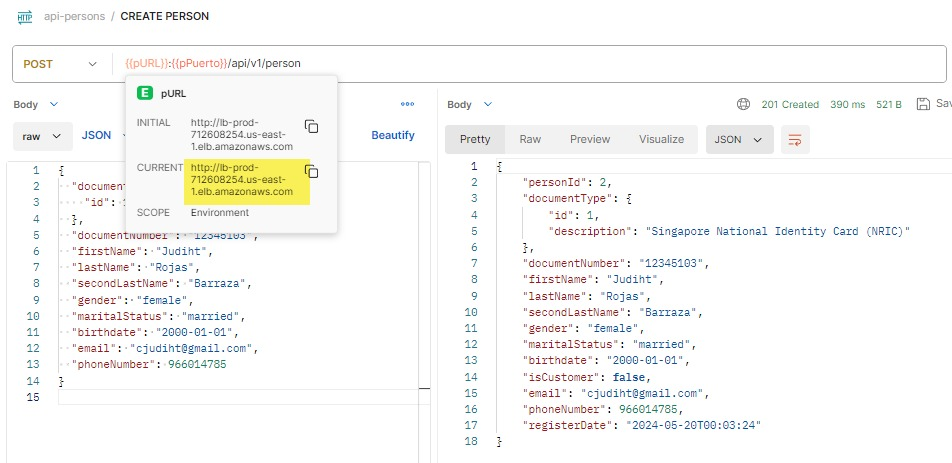 HTTP api-persons / CREATE PERSON
POST {{pURL}}:{{pPuerto}}/api/v1/person
E pURL
INITIAL http://lb-prod-
712608254.us-east-
1.elb.amazonaws.com
CURRENT http://lb-prod-
712608254.us-east-
1.elb.amazonaws.com
SCOPE Environment
Body
raw JSON Beautify
1 {
2 "document
3 "id":
4 },
5 "documentNumber": "12345103",
6 "firstName": "Judiht",
7 "lastName": "Rojas",
8 "secondLastName": "Barraza",
9 "gender": "female",
10 "maritalStatus": "married",
11 "birthdate": "2000-01-01",
12 "email": "cjudiht@gmail.com",
13 "phoneNumber": 966014785
14 }
15
Body 201 Created 390 ms 521 B Sav
Pretty Raw Preview Visualize JSON
1 {
2 "personId": 2,
3 "documentType": {
4 "id": 1,
5 "description": "Singapore National Identity Card (NRIC)"
6 },
7 "documentNumber": "12345103",
8 "firstName": "Judiht",
9 "lastName": "Rojas",
10 "secondLastName": "Barraza",
11 "gender": "female",
12 "maritalStatus": "married",
13 "birthdate": "2000-01-01",
14 "isCustomer": false,
15 "email": "cjudiht@gmail.com",
16 "phoneNumber": 966014785,
17 "registerDate": "2024-05-20T00:03:24"
18 }